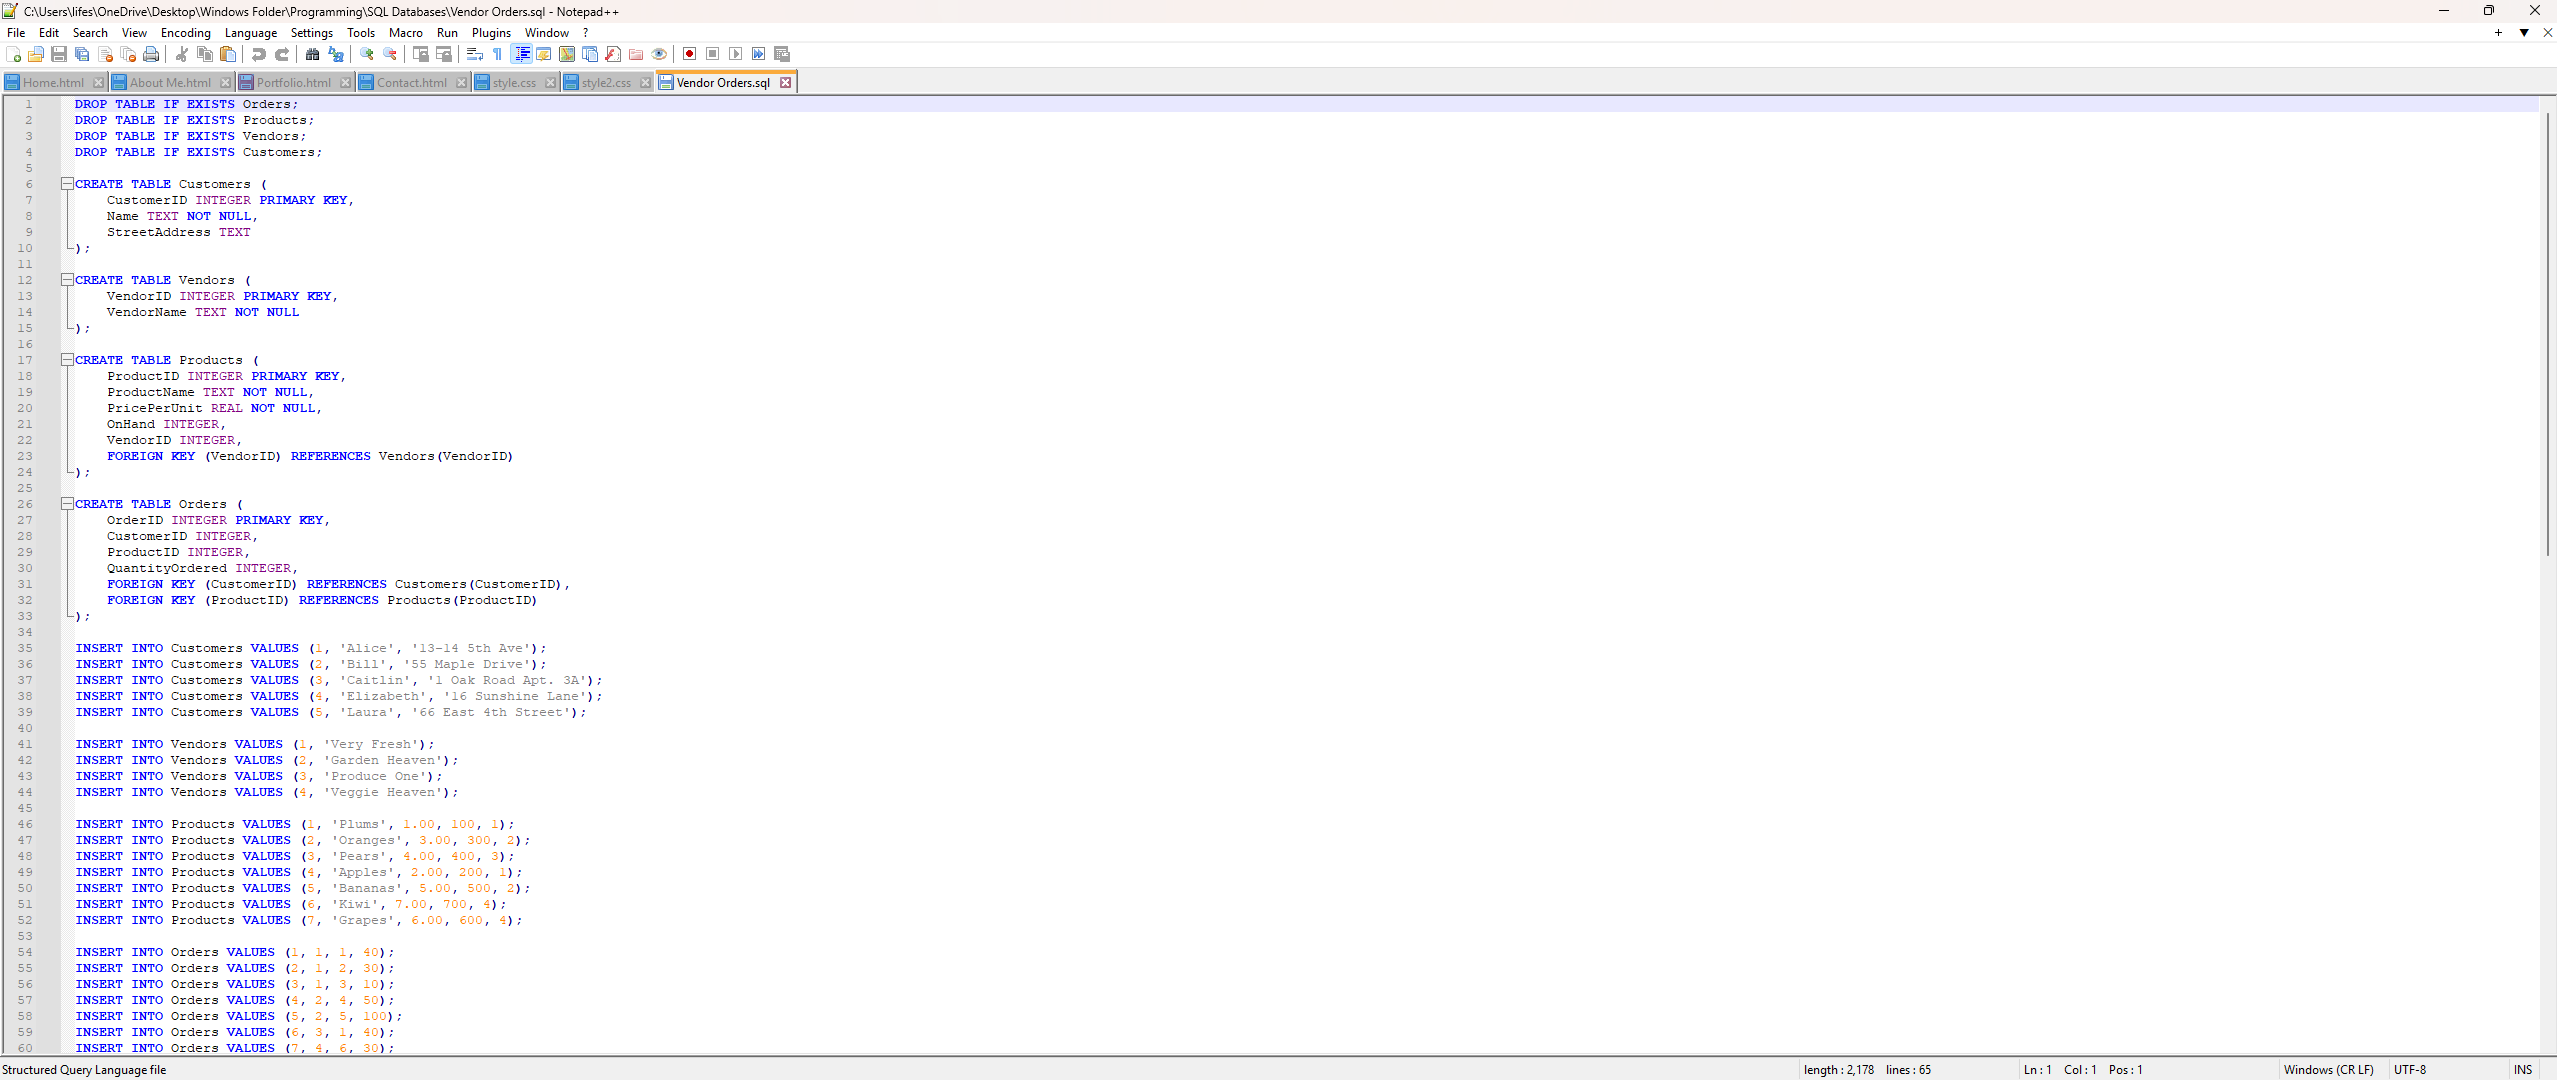 C:\Users\lifes\OneDrive\Desktop\Windows Folder\Programming\SQL Databases\Vendor Orders.sql - Notepad++
File Edit Search View Encoding Language Settings Tools Macro Run Plugins Window ?
Home.html About Me.html Portfolio.html Contact.html style.css style2.css Vendor Orders.sql
1 DROP TABLE IF EXISTS Orders;
2 DROP TABLE IF EXISTS Products;
3 DROP TABLE IF EXISTS Vendors;
4 DROP TABLE IF EXISTS Customers;
5
6 CREATE TABLE Customers (
7 CustomerID INTEGER PRIMARY KEY,
8 Name TEXT NOT NULL,
9 StreetAddress TEXT
10 );
11
12 CREATE TABLE Vendors (
13 VendorID INTEGER PRIMARY KEY,
14 VendorName TEXT NOT NULL
15 );
16
17 CREATE TABLE Products (
18 ProductID INTEGER PRIMARY KEY,
19 ProductName TEXT NOT NULL,
20 PricePerUnit REAL NOT NULL,
21 OnHand INTEGER,
22 VendorID INTEGER,
23 FOREIGN KEY (VendorID) REFERENCES Vendors(VendorID)
24 );
25
26 CREATE TABLE Orders (
27 OrderID INTEGER PRIMARY KEY,
28 CustomerID INTEGER,
29 ProductID INTEGER,
30 QuantityOrdered INTEGER,
31 FOREIGN KEY (CustomerID) REFERENCES Customers(CustomerID),
32 FOREIGN KEY (ProductID) REFERENCES Products(ProductID)
33 );
34
35 INSERT INTO Customers VALUES (1, 'Alice', '13-14 5th Ave');
36 INSERT INTO Customers VALUES (2, 'Bill', '55 Maple Drive');
37 INSERT INTO Customers VALUES (3, 'Caitlin', '1 Oak Road Apt. 3A');
38 INSERT INTO Customers VALUES (4, 'Elizabeth', '16 Sunshine Lane');
39 INSERT INTO Customers VALUES (5, 'Laura', '66 East 4th Street');
40
41 INSERT INTO Vendors VALUES (1, 'Very Fresh');
42 INSERT INTO Vendors VALUES (2, 'Garden Heaven');
43 INSERT INTO Vendors VALUES (3, 'Produce One');
44 INSERT INTO Vendors VALUES (4, 'Veggie Heaven');
45
46 INSERT INTO Products VALUES (1, 'Plums', 1.00, 100, 1);
47 INSERT INTO Products VALUES (2, 'Oranges', 3.00, 300, 2);
48 INSERT INTO Products VALUES (3, 'Pears', 4.00, 400, 3);
49 INSERT INTO Products VALUES (4, 'Apples', 2.00, 200, 1);
50 INSERT INTO Products VALUES (5, 'Bananas', 5.00, 500, 2);
51 INSERT INTO Products VALUES (6, 'Kiwi', 7.00, 700, 4);
52 INSERT INTO Products VALUES (7, 'Grapes', 6.00, 600, 4);
53
54 INSERT INTO Orders VALUES (1, 1, 1, 40);
55 INSERT INTO Orders VALUES (2, 1, 2, 30);
56 INSERT INTO Orders VALUES (3, 1, 3, 10);
57 INSERT INTO Orders VALUES (4, 2, 4, 50);
58 INSERT INTO Orders VALUES (5, 2, 5, 100);
59 INSERT INTO Orders VALUES (6, 3, 1, 40);
60 INSERT INTO Orders VALUES (7, 4, 6, 30);
Structured Query Language file length : 2,178 lines : 65 Ln : 1 Col : 1 Pos : 1 Windows (CR LF) UTF-8 INS